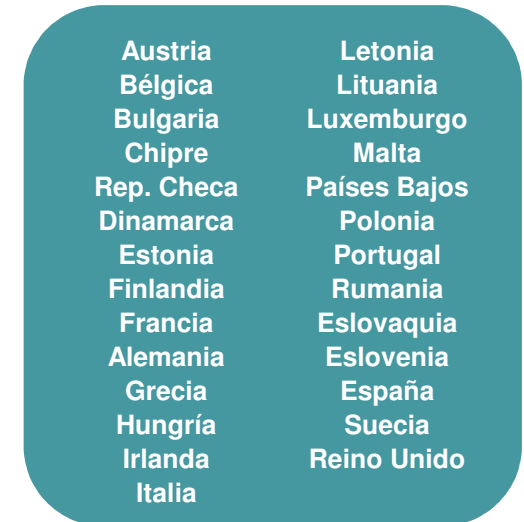 Austria
Bélgica
Bulgaria
Chipre
Rep. Checa
Dinamarca
Estonia
Finlandia
Francia
Alemania
Grecia
Hungría
Irlanda
Italia
Letonia
Lituania
Luxemburgo
Malta
Países Bajos
Polonia
Portugal
Rumania
Eslovaquia
Eslovenia
España
Suecia
Reino Unido